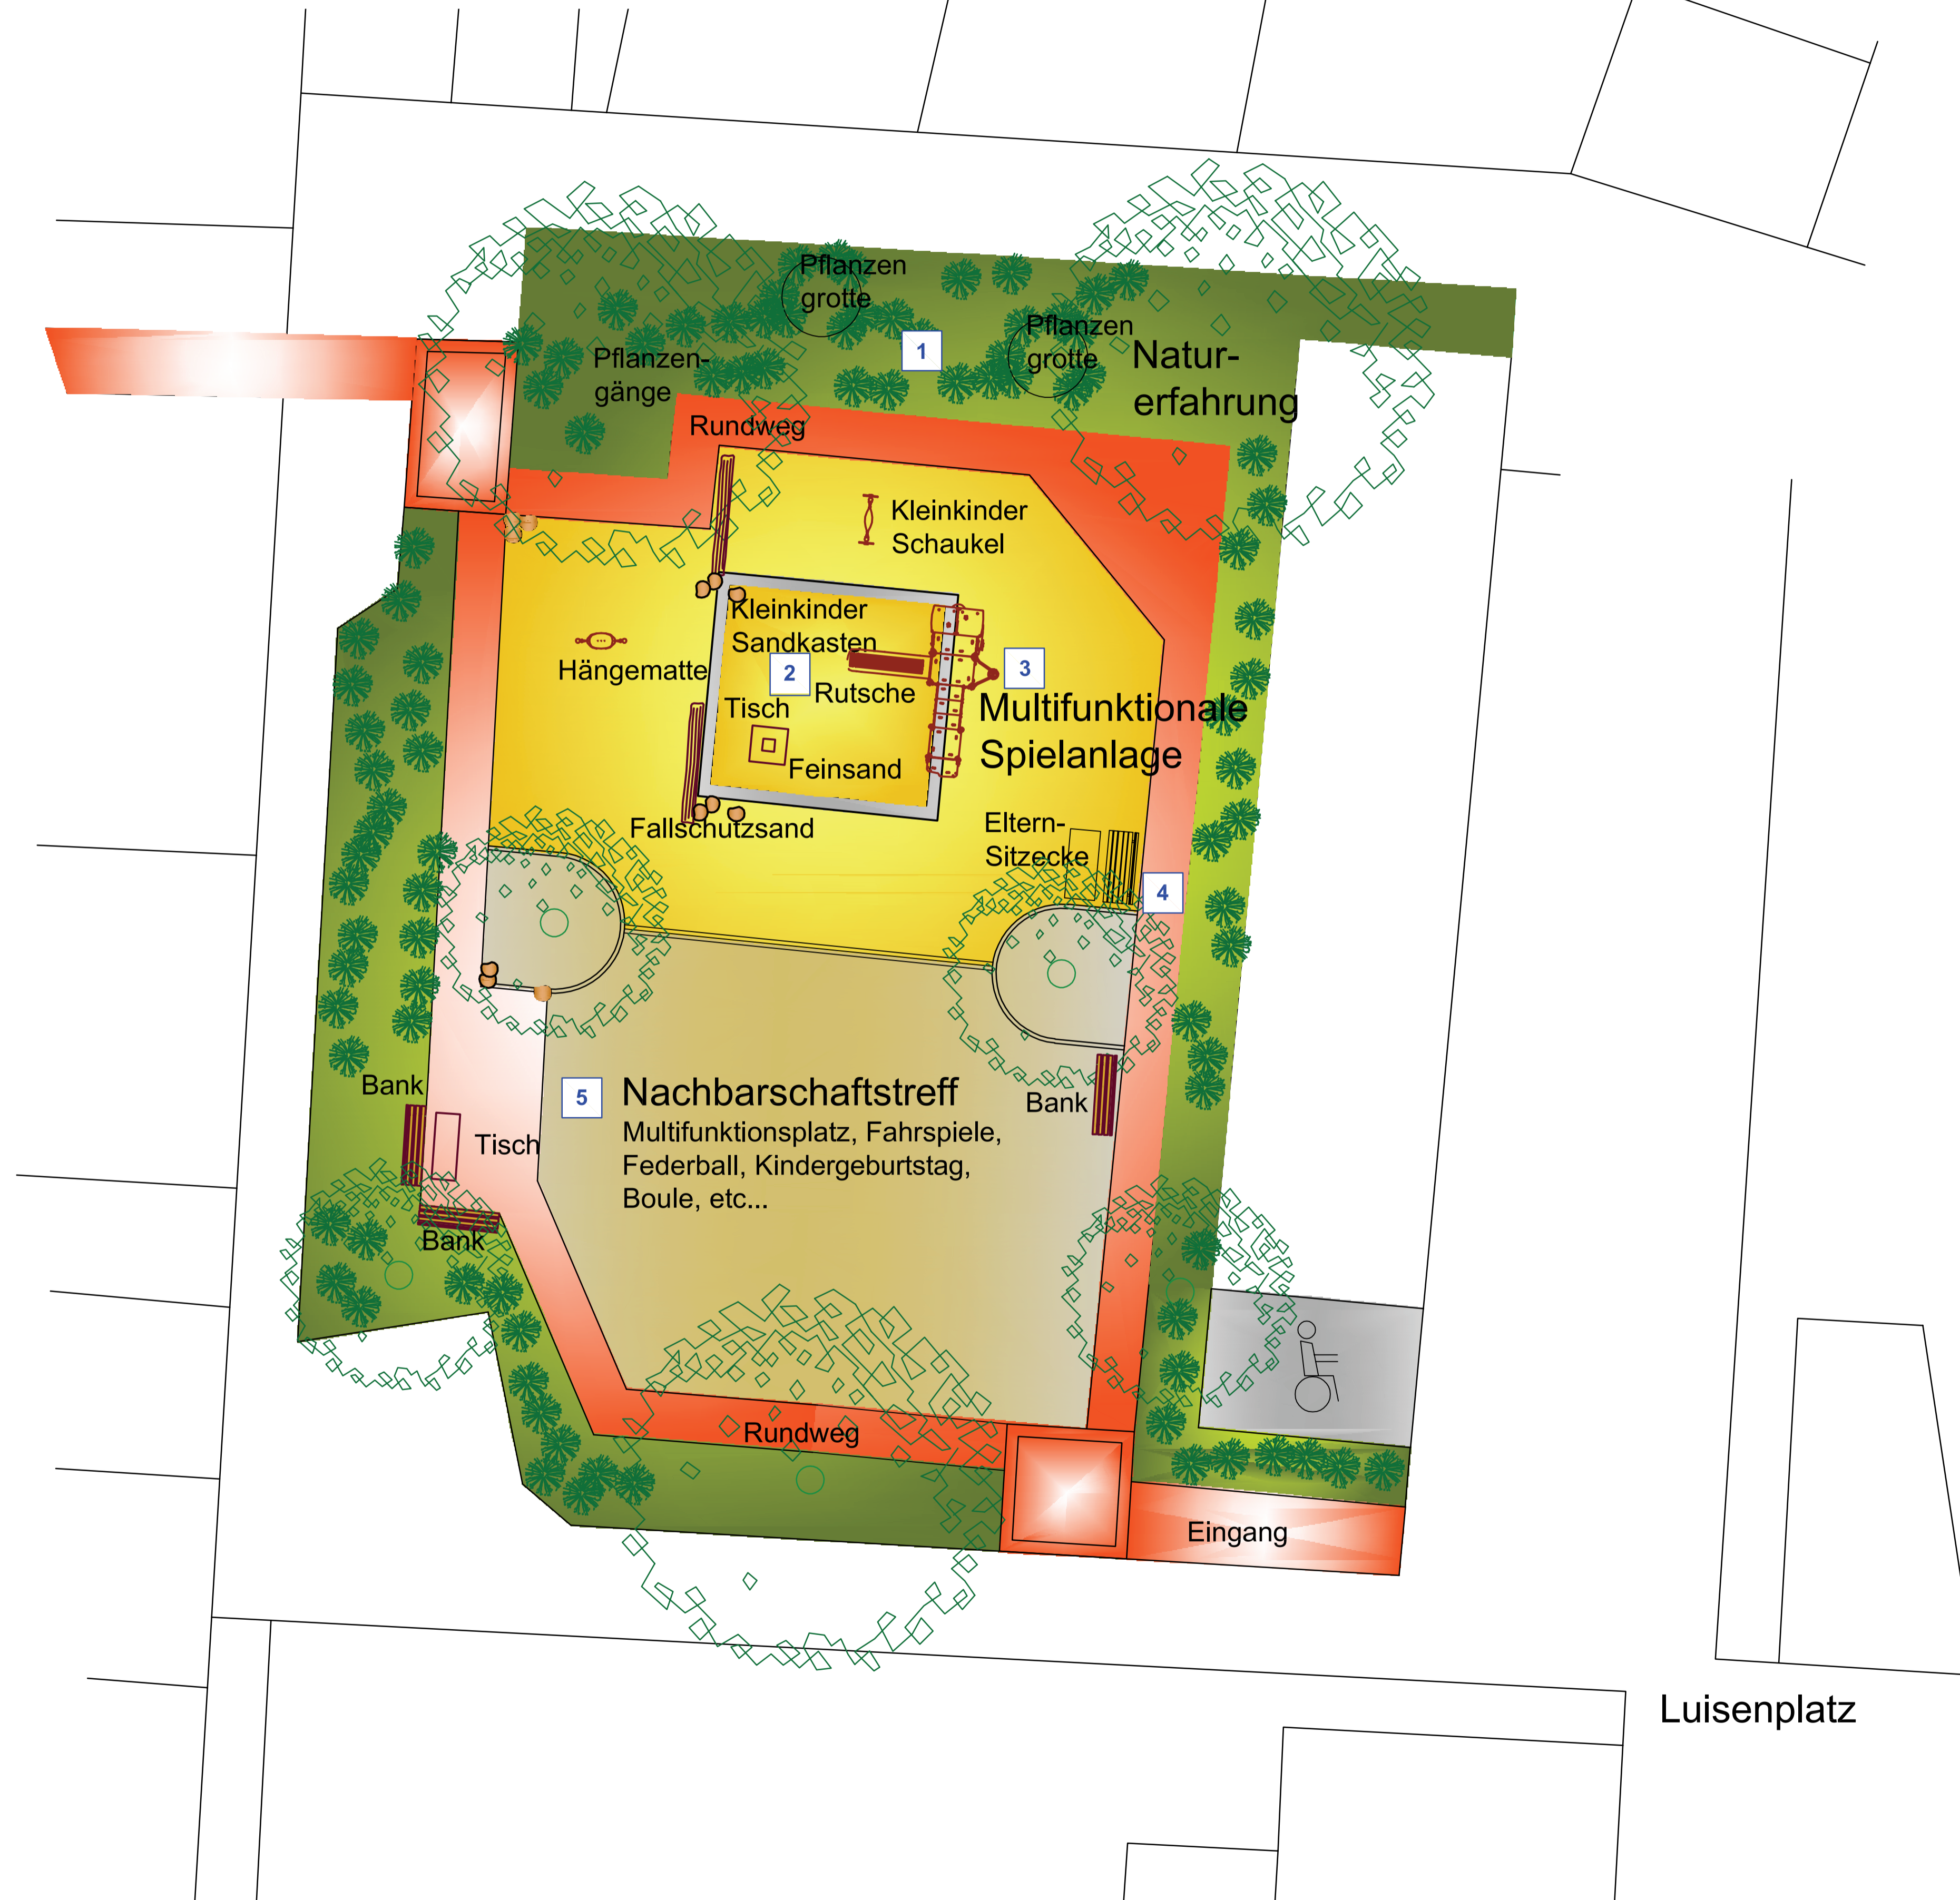 Pflanzen
grotte
Pflanzen
grotte
1
Pflanzen-
gänge
Natur-
erfahrung
Rundweg
Kleinkinder
Schaukel
Kleinkinder
Sandkasten
Hängematte
2
Rutsche
3
Tisch
Multifunktionale
Spielanlage
Feinsand
Fallschutzsand
Eltern-
Sitzecke
4
Bank
Tisch
Bank
5
Nachbarschaftstreff
Multifunktionsplatz, Fahrspiele,
Federball, Kindergeburtstag,
Boule, etc...
Bank
Rundweg
Eingang
Luisenplatz